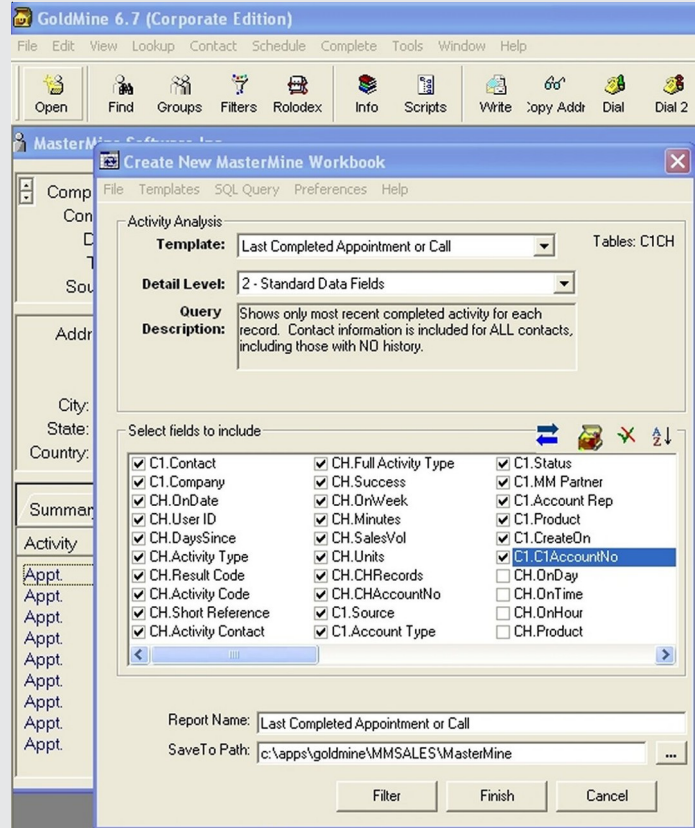 GoldMine 6.7 (Corporate Edition)
File Edit View Lookup Contact Schedule Complete Tools Window Help
Open Find Groups Filters Rolodex Info Scripts Write Copy Addr Dial Dial 2
Create New MasterMine Workbook
File Templates SQL Query Preferences Help
Activity Analysis
Template: Last Completed Appointment or Call Tables: C1CH
Detail Level: 2 - Standard Data Fields
Query Description: Shows only most recent completed activity for each
record. Contact information is included for ALL contacts,
including those with NO history.
Comp
Con
D
T
Sou
Addr
City:
State:
Country:
Select fields to include
C1.Contact CH.Full Activity Type C1.Status
C1.Company CH.Success C1.MM Partner
CH.OnDate CH.OnWeek C1.Account Rep
CH.User ID CH.Minutes C1.Product
CH.DaysSince CH.SalesVol C1.CreateOn
CH.Activity Type CH.Units C1.C1AccountNo
CH.Result Code CH.CHRecords CH.OnDay
CH.Activity Code CH.CHAccountNo CH.OnTime
CH.Short Reference C1.Source CH.OnHour
CH.Activity Contact C1.Account Type CH.Product
Summar
Activity
Appt.
Appt.
Appt.
Appt.
Appt.
Appt.
Appt.
Appt.
Appt.
Report Name: Last Completed Appointment or Call
SaveTo Path: c:\apps\goldmine\MMSALES\MasterMine ...
Filter Finish Cancel